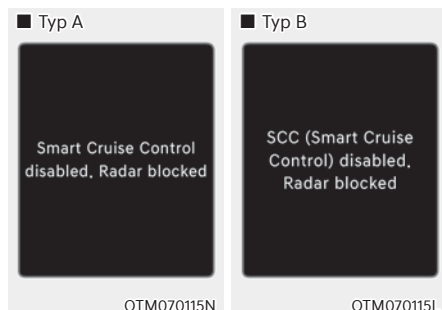 ■ Typ A
Smart Cruise Control
disabled. Radar blocked
OTM070115N
■ Typ B
SCC (Smart Cruise
Control) disabled.
Radar blocked
OTM070115L